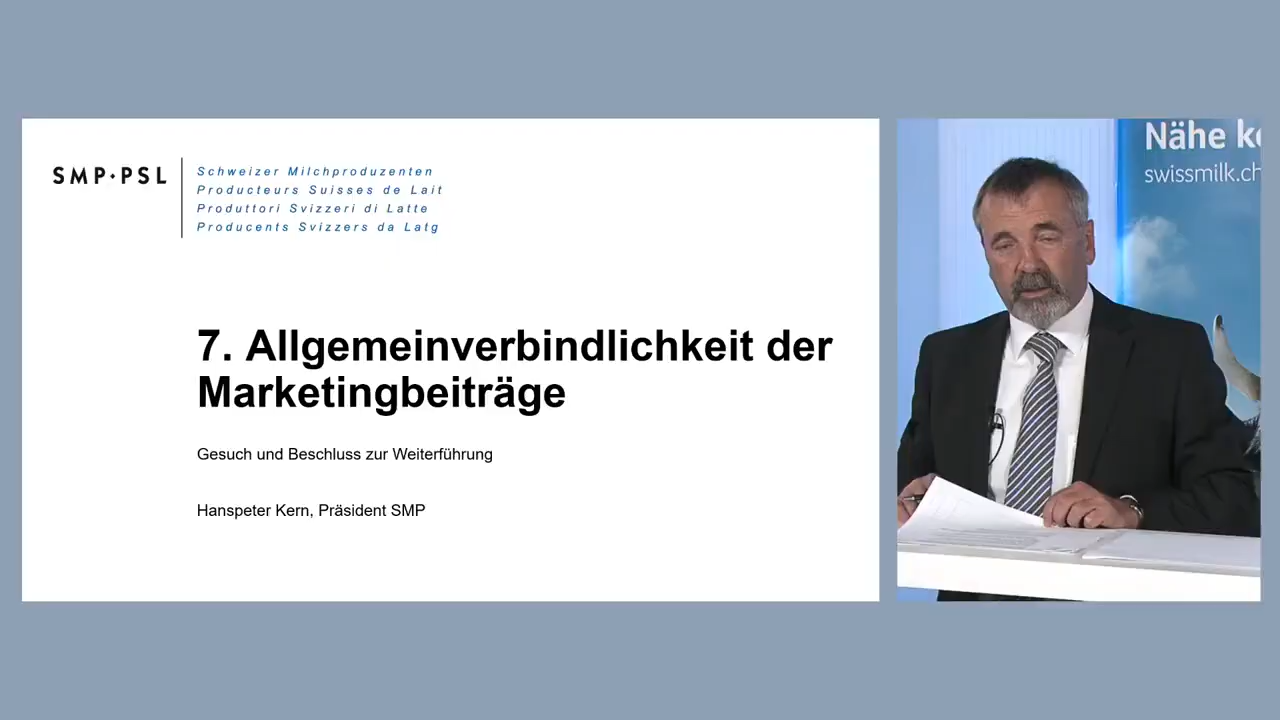 SMP·PSL
Schweizer Milchproduzenten
Producteurs Suisses de Lait
Produttori Svizzeri di Latte
Producents Svizzers da Latg
7. Allgemeinverbindlichkeit der
Marketingbeiträge
Gesuch und Beschluss zur Weiterführung
Hanspeter Kern, Präsident SMP
Nähe
swissmilk.ch